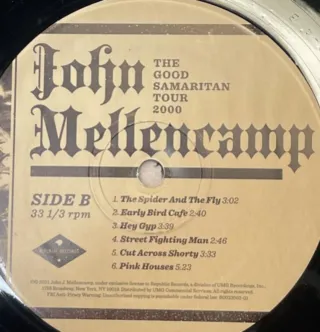 John
THE
GOOD
SAMARITAN
TOUR
2000
Mellencamp
SIDE B
33 1/3 rpm
1. The Spider And The Fly 3:02
2. Early Bird Cafe 2:40
3. Hey Gyp 3:39
4. Street Fighting Man 2:46
5. Cut Across Shorty 3:33
6. Pink Houses 5:23